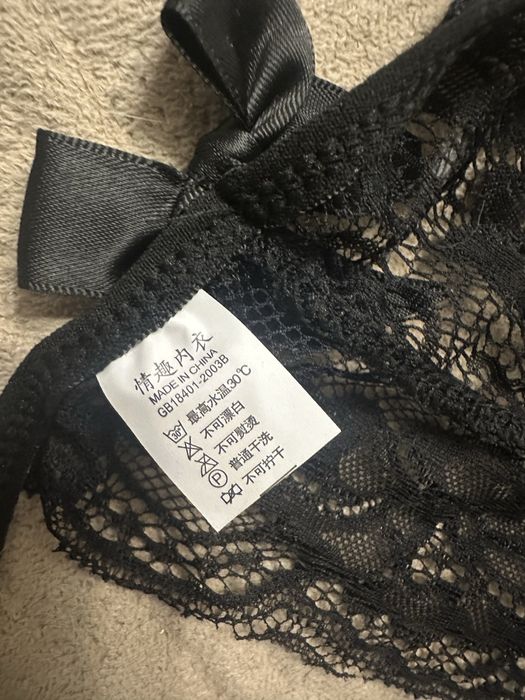 情趣内衣
MADE IN CHINA
GB18401-2003B
30° 最高水温30℃
不可漂白
不可熨烫
P 普通干洗
不可拧干